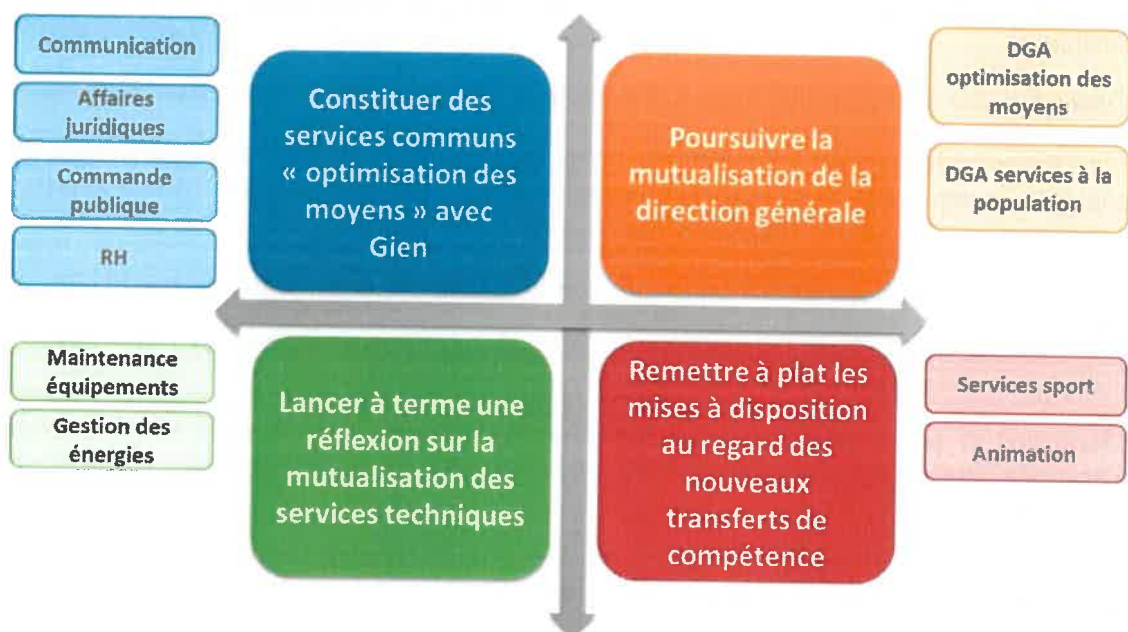 Communication
Affaires
juridiques
Commande
publique
RH
Constituer des
services communs
« optimisation des
moyens » avec
Gien
Poursuivre la
mutualisation de la
direction générale
DGA
optimisation des
moyens
DGA services à la
population
Maintenance
équipements
Gestion des
énergies
Lancer à terme une
réflexion sur la
mutualisation des
services techniques
Remettre à plat les
mises à disposition
au regard des
nouveaux
transferts de
compétence
Services sport
Animation